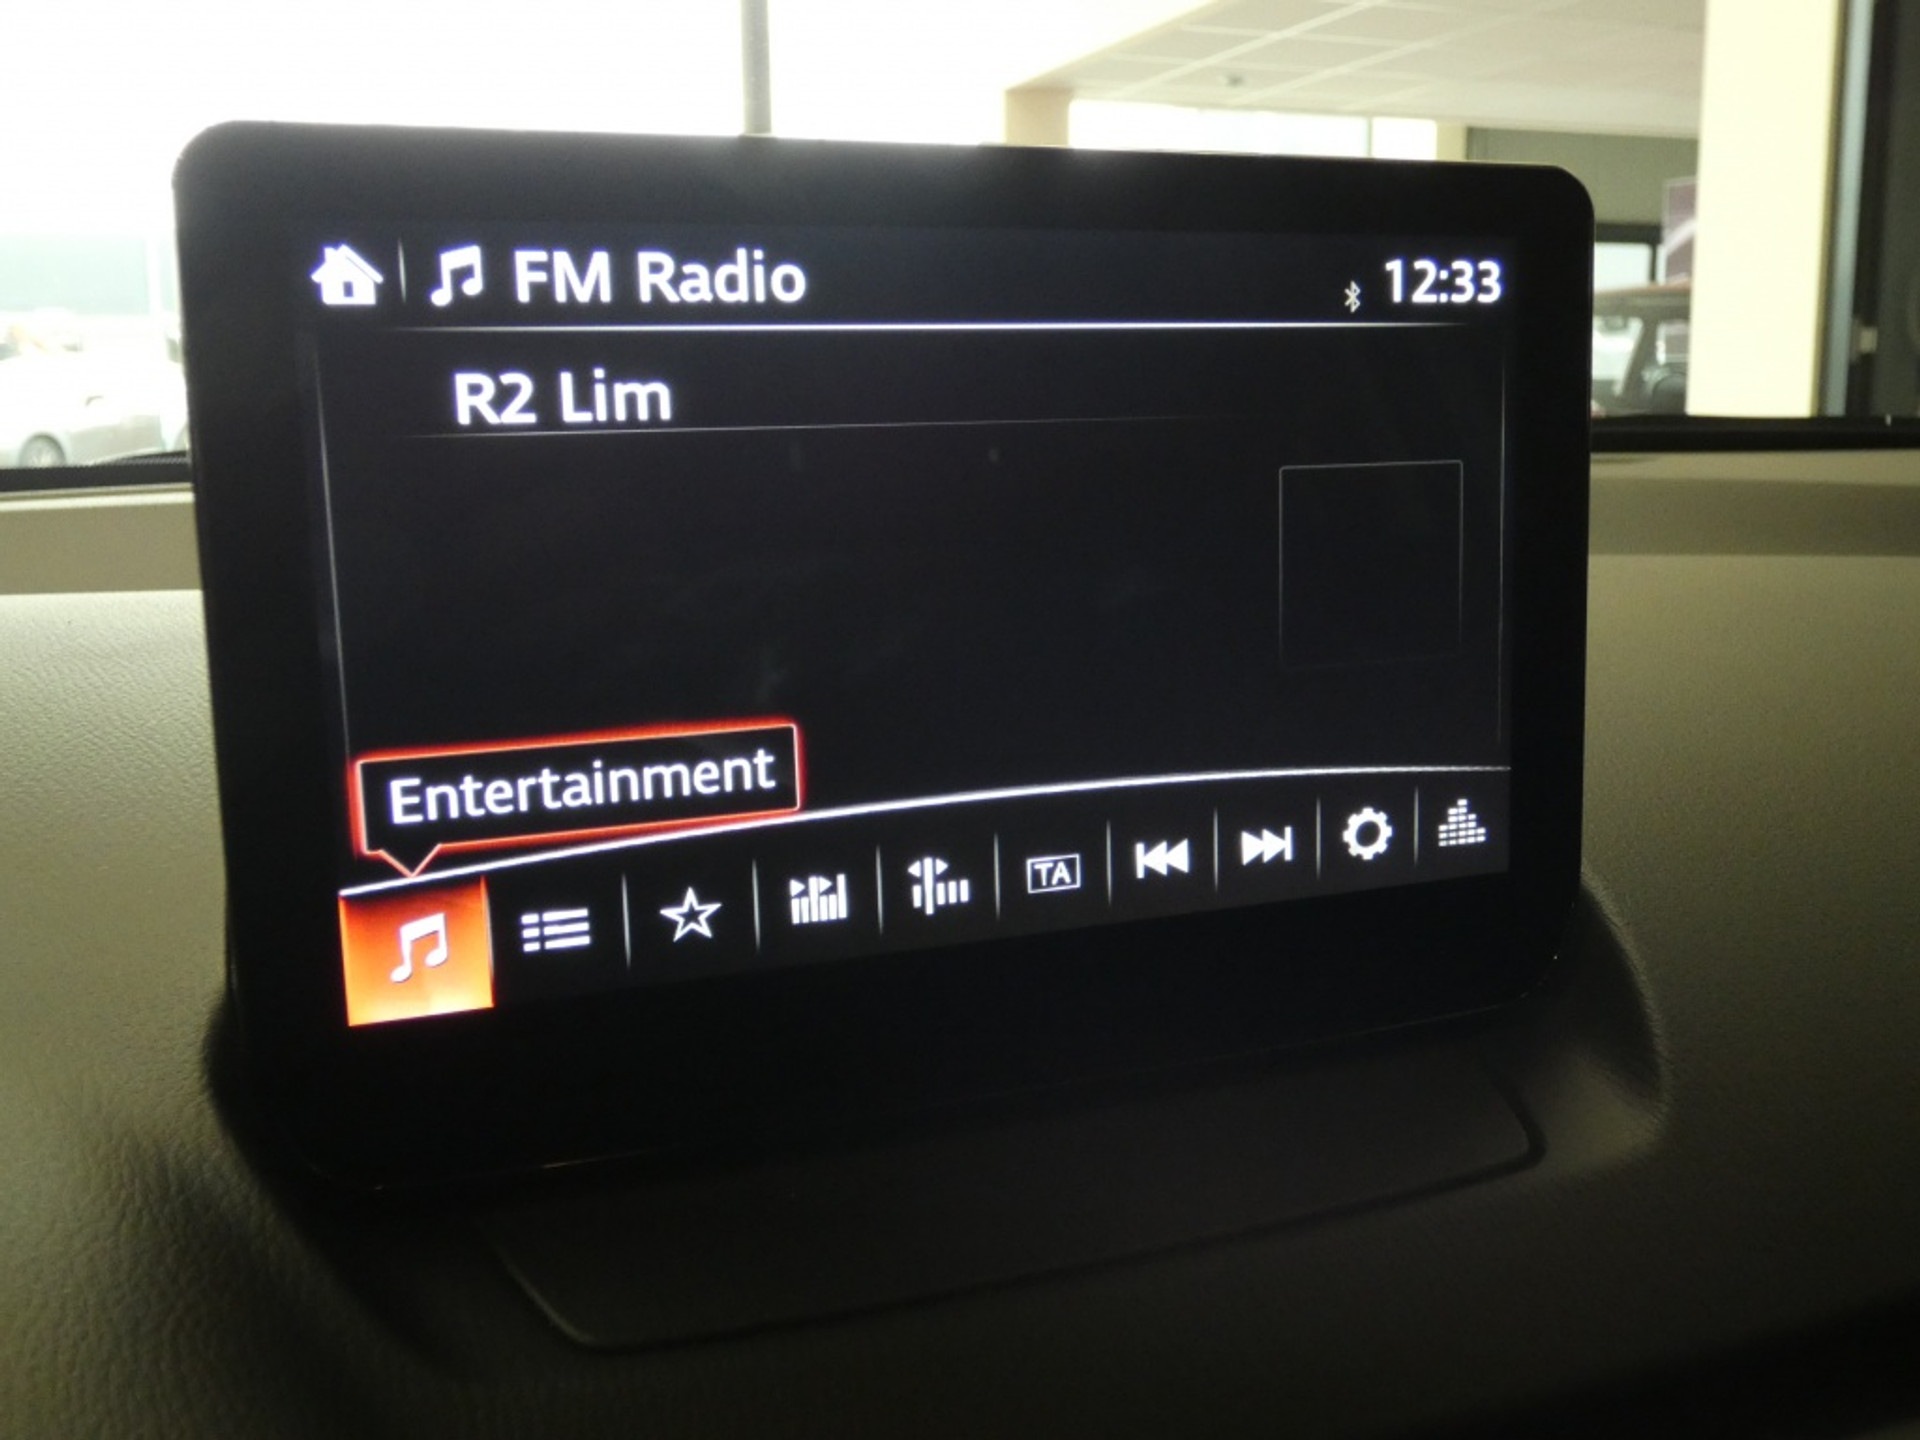 FM Radio
12:33
R2 Lim
Entertainment
TA